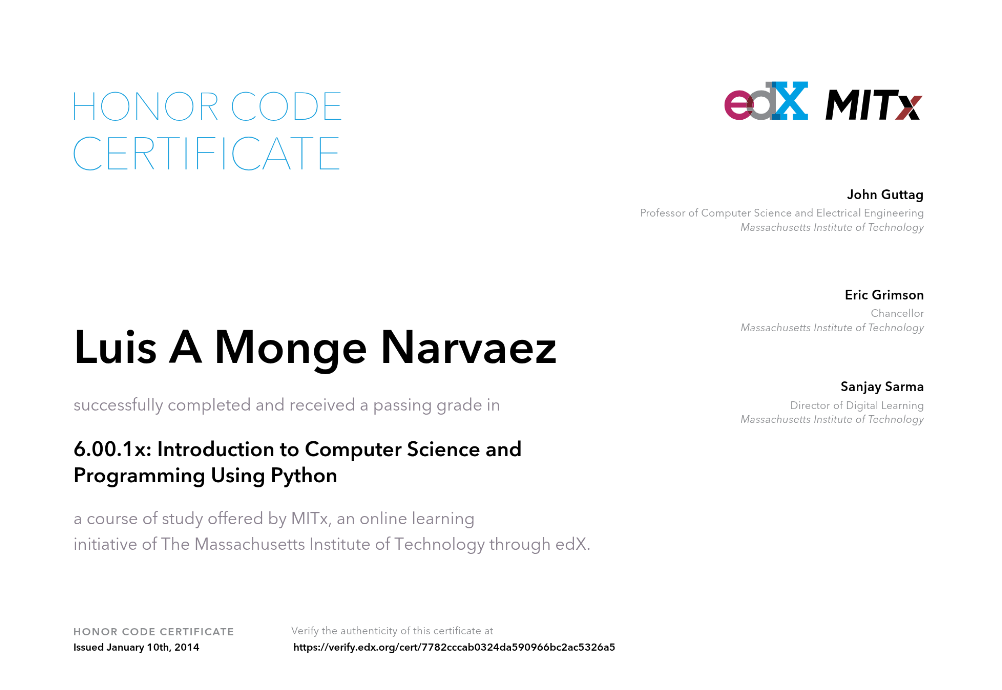 HONOR CODE
CERTIFICATE
edX MITx
John Guttag
Professor of Computer Science and Electrical Engineering
Massachusetts Institute of Technology
Eric Grimson
Chancellor
Massachusetts Institute of Technology
Sanjay Sarma
Director of Digital Learning
Massachusetts Institute of Technology
Luis A Monge Narvaez
successfully completed and received a passing grade in
6.00.1x: Introduction to Computer Science and
Programming Using Python
a course of study offered by MITx, an online learning
initiative of The Massachusetts Institute of Technology through edX.
HONOR CODE CERTIFICATE
Issued January 10th, 2014
Verify the authenticity of this certificate at
https://verify.edx.org/cert/7782cccab0324da590966bc2ac5326a5